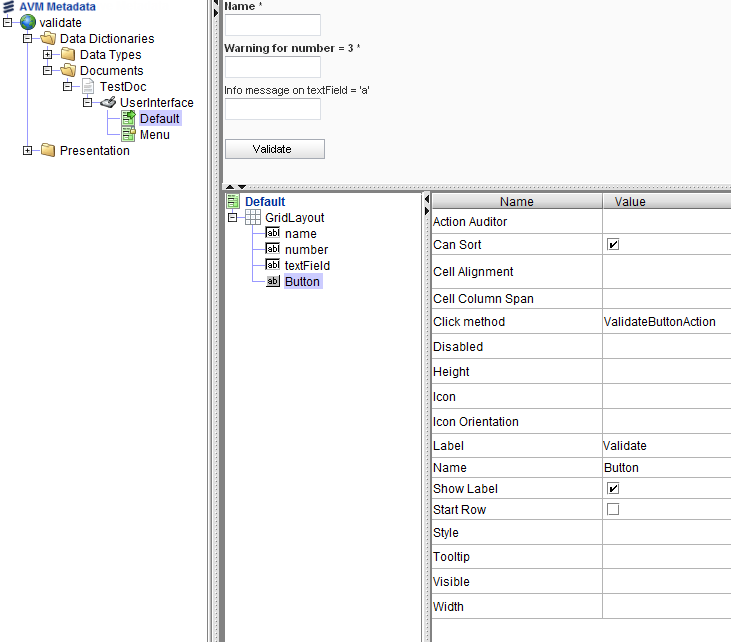 AVM Metadata
validate
Data Dictionaries
Data Types
Documents
TestDoc
UserInterface
Default
Menu
Presentation
Name *
Warning for number = 3 *
Info message on textField = 'a'
Validate
Default
GridLayout
ab| name
ab| number
ab| textField
ab Button
Name Value
Action Auditor
Can Sort
Cell Alignment
Cell Column Span
Click method ValidateButtonAction
Disabled
Height
Icon
Icon Orientation
Label Validate
Name Button
Show Label
Start Row
Style
Tooltip
Visible
Width